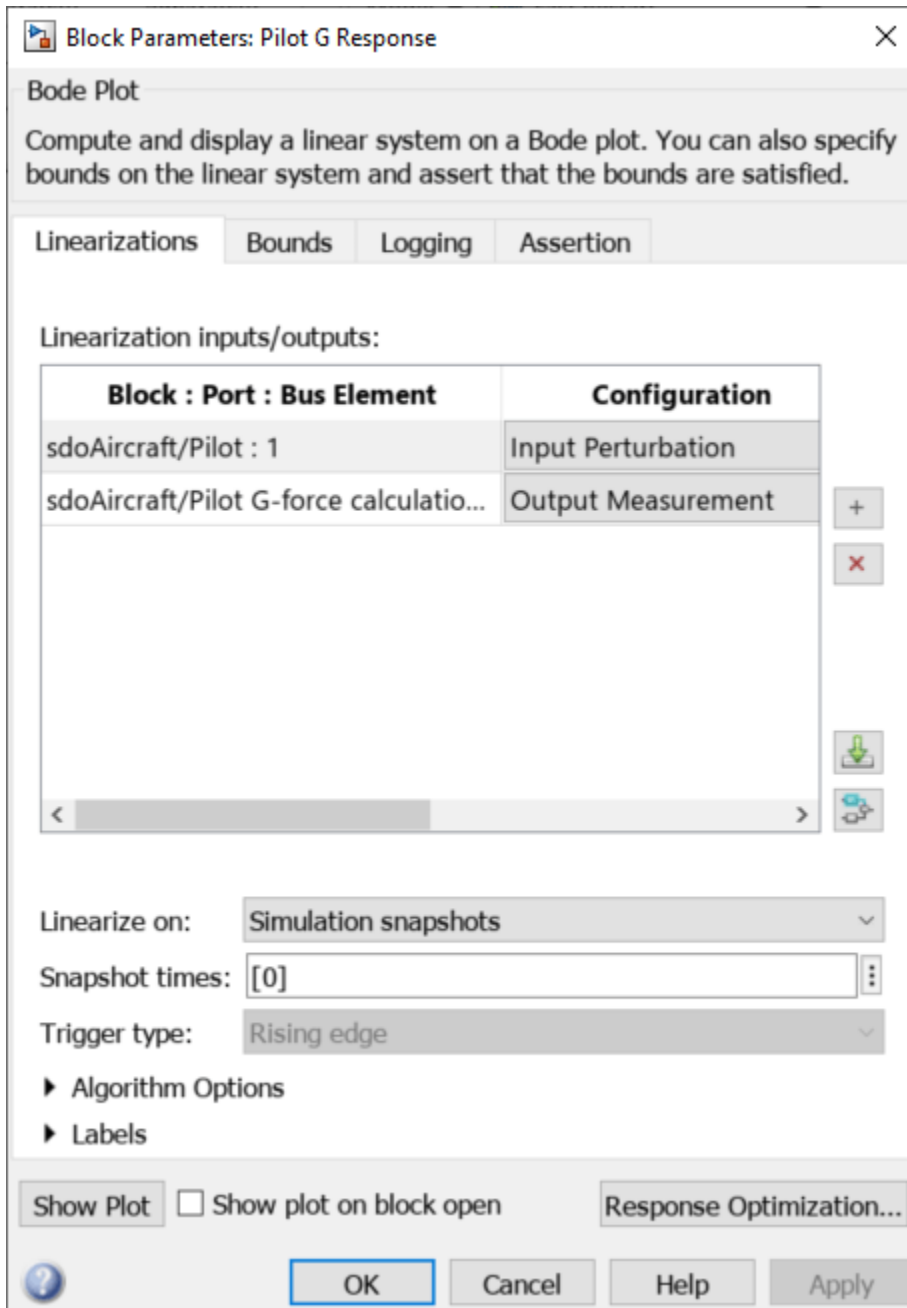 Block Parameters: Pilot G Response
Bode Plot
Compute and display a linear system on a Bode plot. You can also specify
bounds on the linear system and assert that the bounds are satisfied.
Linearizations Bounds Logging Assertion
Linearization inputs/outputs:
Block : Port : Bus Element Configuration
sdoAircraft/Pilot : 1 Input Perturbation
sdoAircraft/Pilot G-force calculatio... Output Measurement
Linearize on: Simulation snapshots
Snapshot times: [0]
Trigger type: Rising edge
Algorithm Options
Labels
Show Plot Show plot on block open Response Optimization...
OK Cancel Help Apply